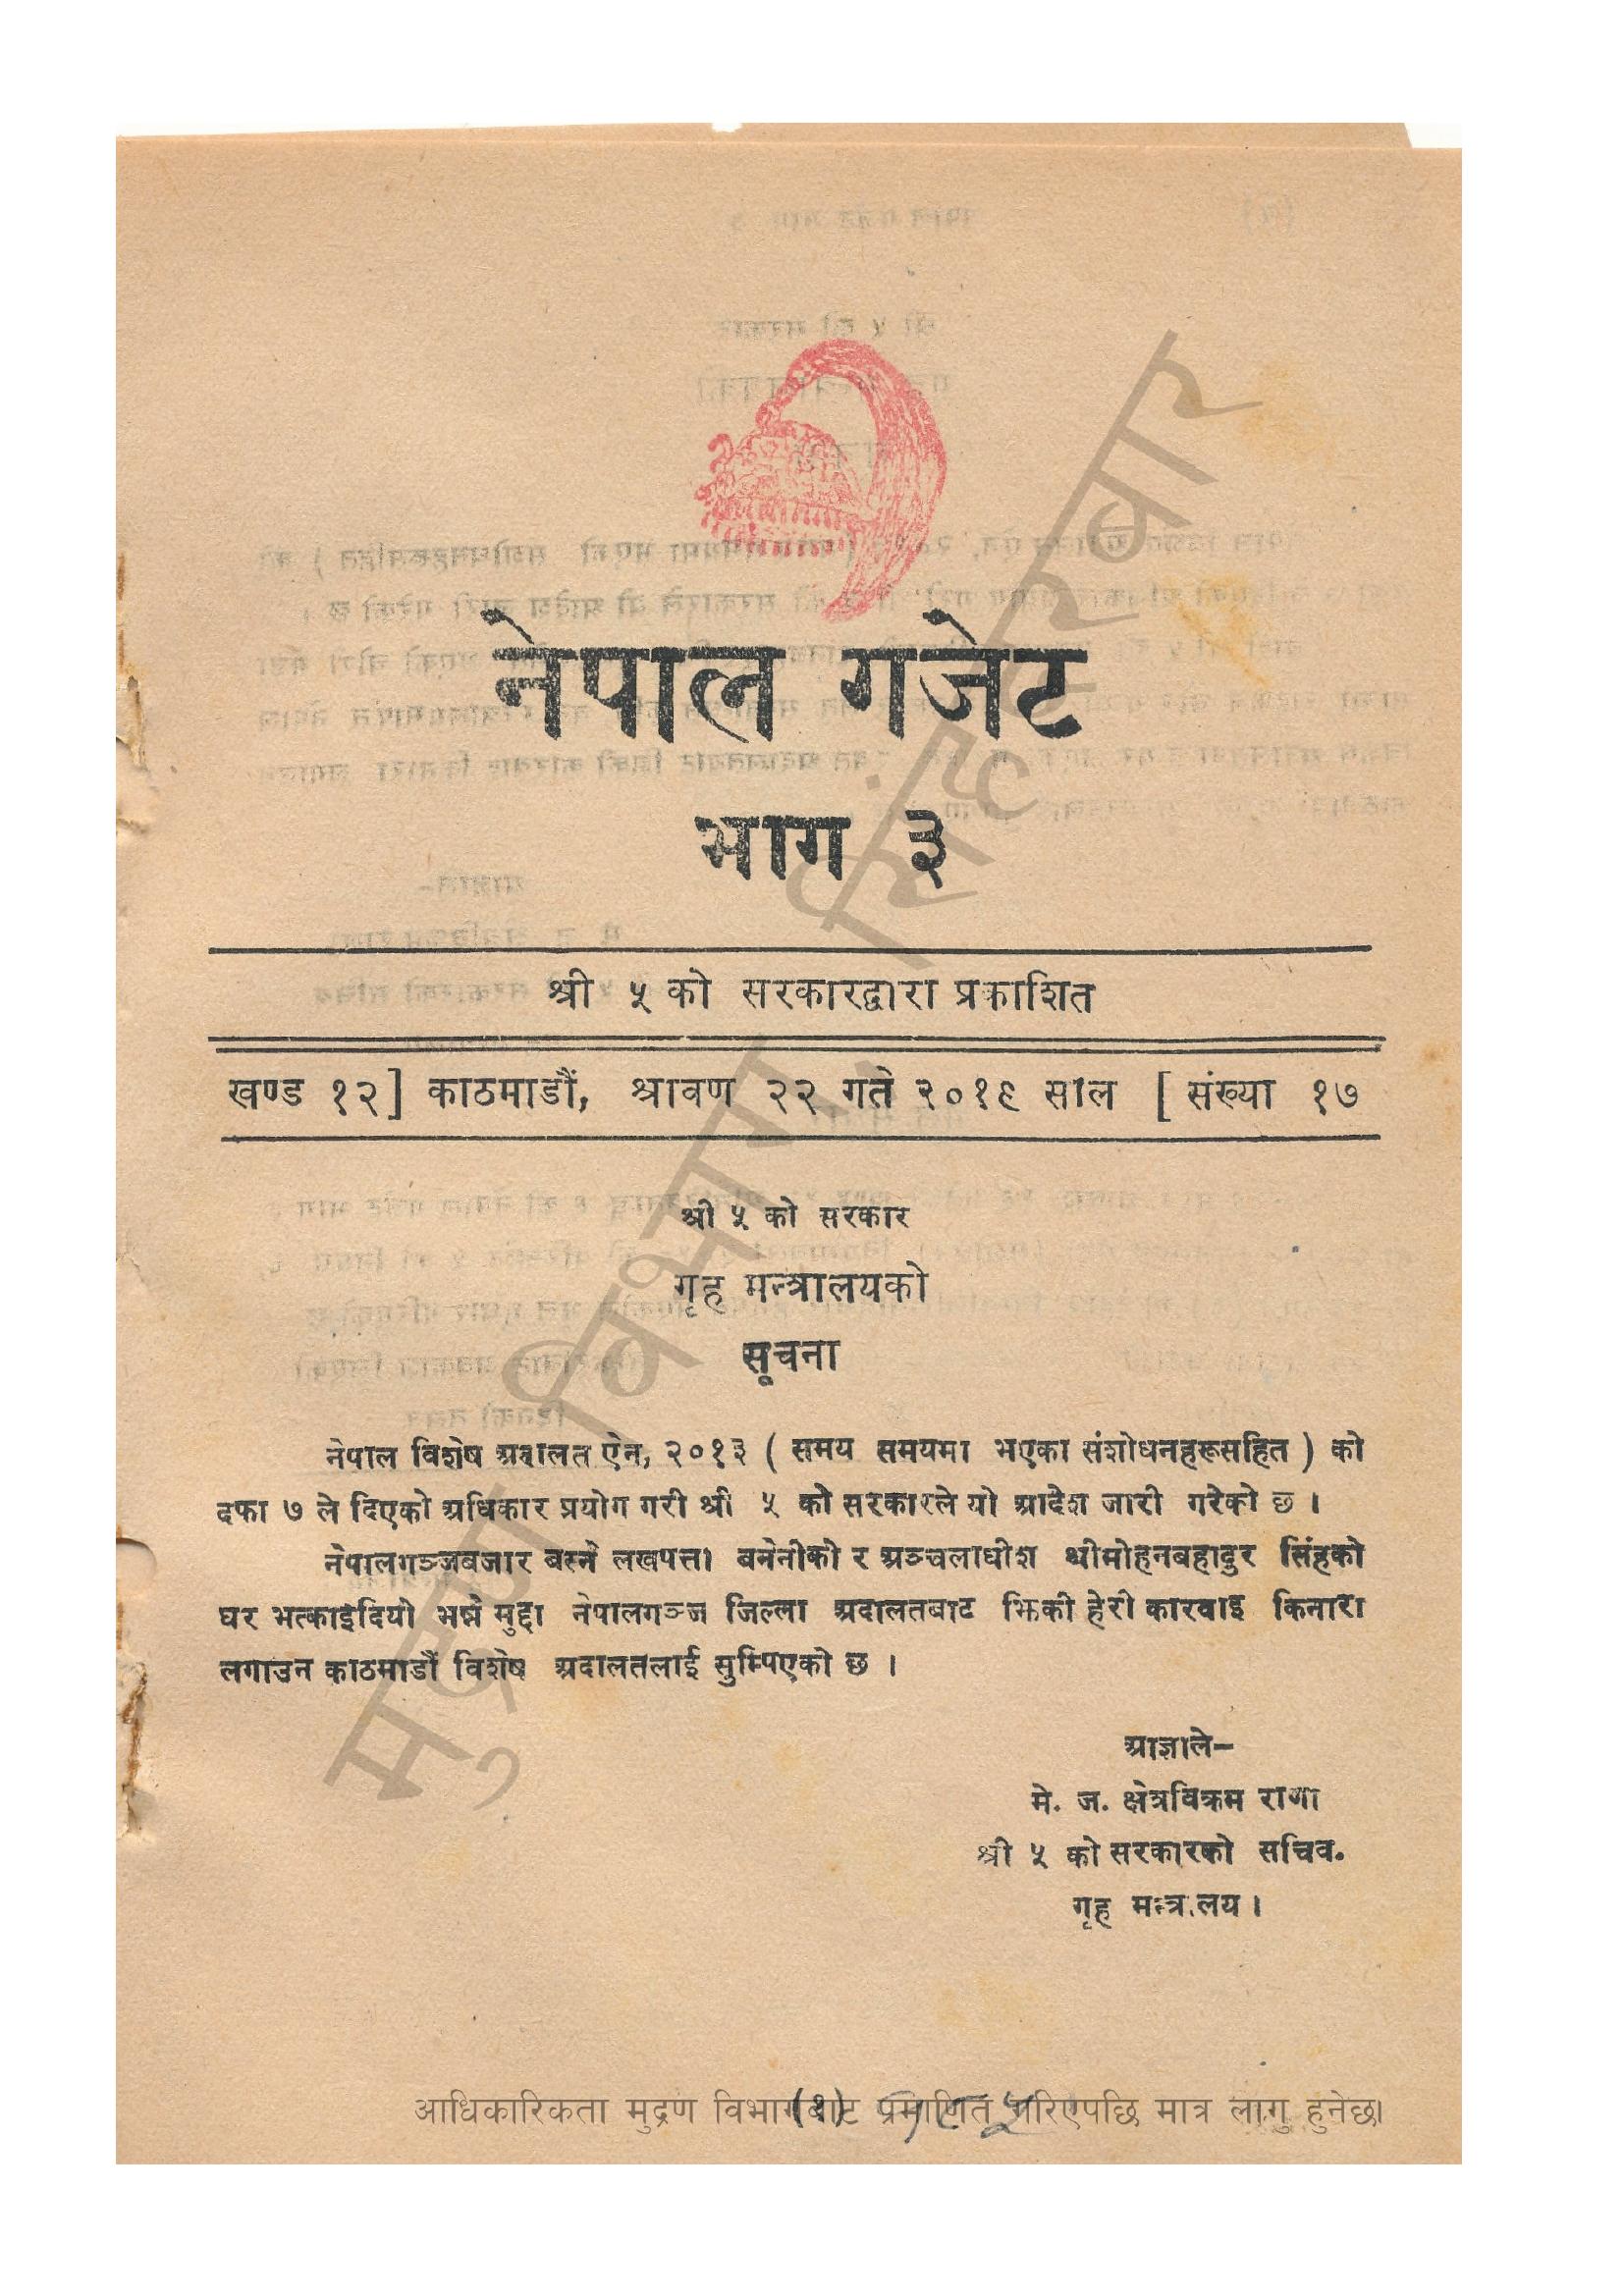 नेपाल गजेट
भाग ३
श्री ५ को सरकारद्वारा प्रकाशित
खण्ड १२] काठमाडौं, श्रावण २२ गते २०१९ साल [ संख्या १७
श्री ५ को सरकार
गृह मन्त्रालयको
सूचना
नेपाल विशेष अदालत ऐन, २०१३ ( समय समयमा भएका संशोधनहरूसहित ) को
दफा ७ ले दिएको अधिकार प्रयोग गरी श्री ५ को सरकारले यो आदेश जारी गरेको छ ।
नेपालगञ्जबजार बस्ने लखपत्ती बनेनीको र अञ्चलाधीश श्रीमोहनबहादुर सिंहको
घर भत्काइदियो भन्ने मुद्दा नेपालगञ्ज जिल्ला अदालतबाट झिकी हेरी कारवाइ किनारा
लगाउन काठमाडौं विशेष अदालतलाई सुम्पिएको छ ।
आज्ञाले–
मे. ज. क्षेत्रविक्रम राणा
श्री ५ को सरकारको सचिव.
गृह मन्त्रालय ।
(१)
मुद्रण विभाग, सिंहदरवार
आधिकारिकता मुद्रण विभागबाट प्रमाणित गरिएपछि मात्र लागु हुनेछ।